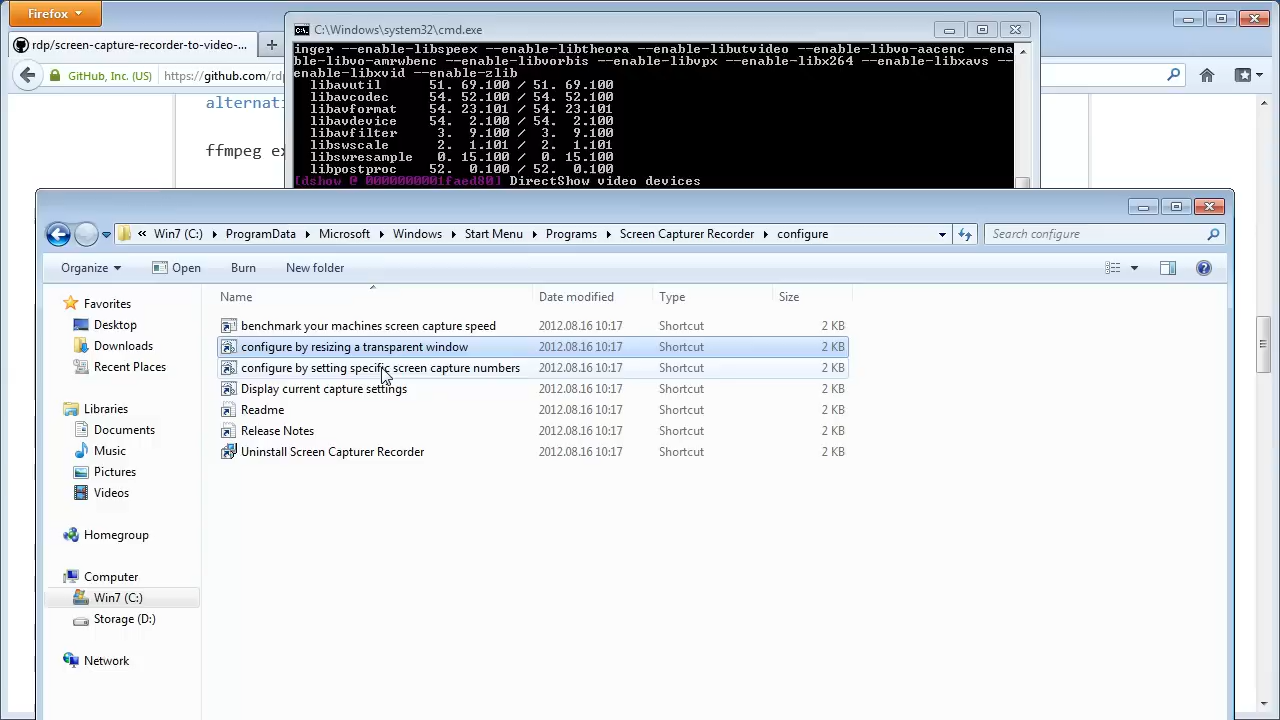 Firefox
rdp/screen-capture-recorder-to-video-...
GitHub, Inc. (US)
https://github.com/rdp
alternati
ffmpeg ex
C:\Windows\system32\cmd.exe
inger --enable-libspeex --enable-libtheora --enable-libutvideo --enable-libvo-aacenc --ena
ble-libvo-amrwbenc --enable-libvorbis --enable-libvpx --enable-libx264 --enable-libxavs --
enable-libxvid --enable-zlib
libavutil 51. 69.100 / 51. 69.100
libavcodec 54. 52.100 / 54. 52.100
libavformat 54. 23.101 / 54. 23.101
libavdevice 54. 2.100 / 54. 2.100
libavfilter 3. 9.100 / 3. 9.100
libswscale 2. 1.101 / 2. 1.101
libswresample 0. 15.100 / 0. 15.100
libpostproc 52. 0.100 / 52. 0.100
[dshow @ 0000000001faed80] DirectShow video devices
« Win7 (C:) ProgramData Microsoft Windows Start Menu Programs Screen Capturer Recorder configure
Search configure
Organize Open Burn New folder
Name Date modified Type Size
benchmark your machines screen capture speed 2012.08.16 10:17 Shortcut 2 KB
configure by resizing a transparent window 2012.08.16 10:17 Shortcut 2 KB
configure by setting specific screen capture numbers 2012.08.16 10:17 Shortcut 2 KB
Display current capture settings 2012.08.16 10:17 Shortcut 2 KB
Readme 2012.08.16 10:17 Shortcut 2 KB
Release Notes 2012.08.16 10:17 Shortcut 2 KB
Uninstall Screen Capturer Recorder 2012.08.16 10:17 Shortcut 2 KB
Favorites
Desktop
Downloads
Recent Places
Libraries
Documents
Music
Pictures
Videos
Homegroup
Computer
Win7 (C:)
Storage (D:)
Network